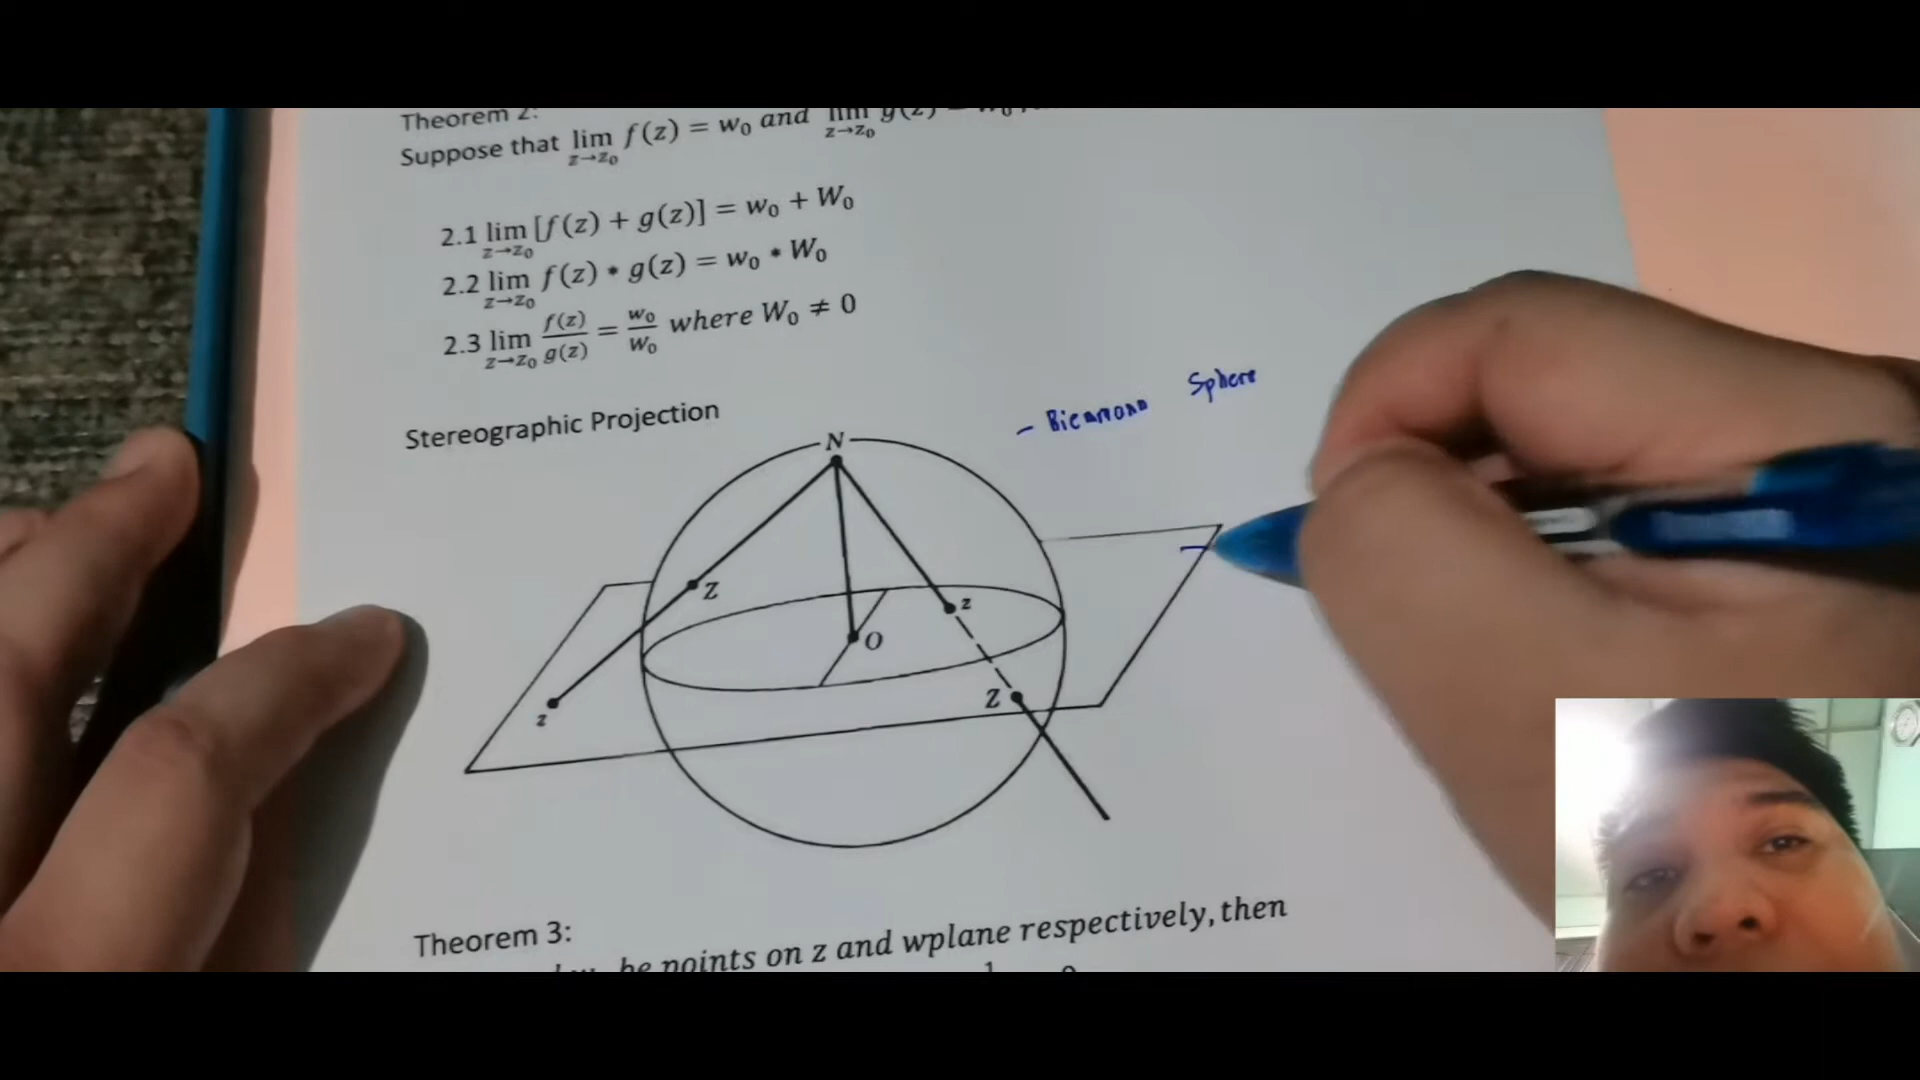 Theorem 2:
Suppose that lim z→z₀ f(z) = w₀ and lim z→z₀ g(z)
2.1 lim z→z₀ [f(z) + g(z)] = w₀ + W₀
2.2 lim z→z₀ f(z) * g(z) = w₀ * W₀
2.3 lim z→z₀ f(z)/g(z) = w₀/W₀ where W₀ ≠ 0
Stereographic Projection
– Riemann Sphere
N
Z
z
O
Z
z
Theorem 3:
be points on z and wplane respectively, then